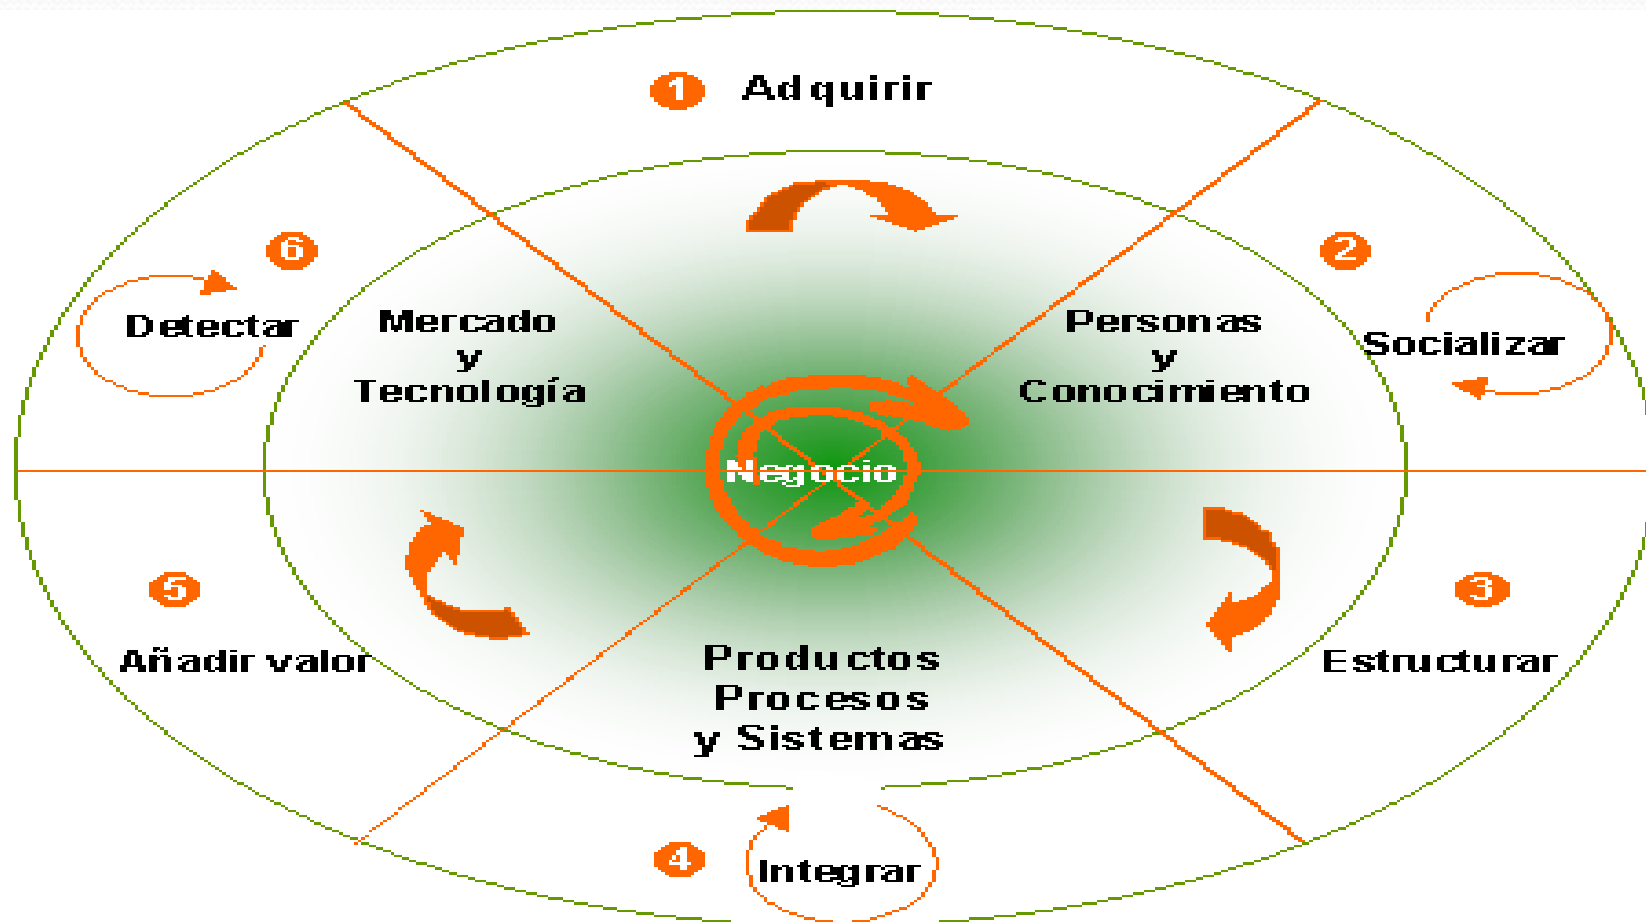 1 Adquirir
6
2
Detectar
Mercado
y
Tecnología
Personas
y
Conocimiento
Socializar
Negocio
5
Añadir valor
3
Estructurar
Productos
Procesos
y Sistemas
4
Integrar